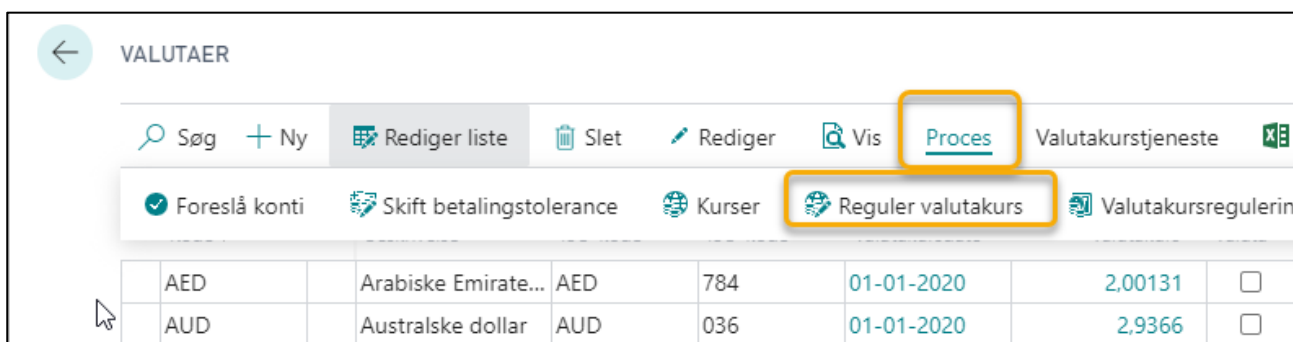 VALUTAER
Søg Ny Rediger liste Slet Rediger Vis Proces Valutakurstjeneste
Foreslå konti Skift betalingstolerance Kurser Reguler valutakurs Valutakursregulerin
AED Arabiske Emirate... AED 784 01-01-2020 2,00131
AUD Australske dollar AUD 036 01-01-2020 2,9366